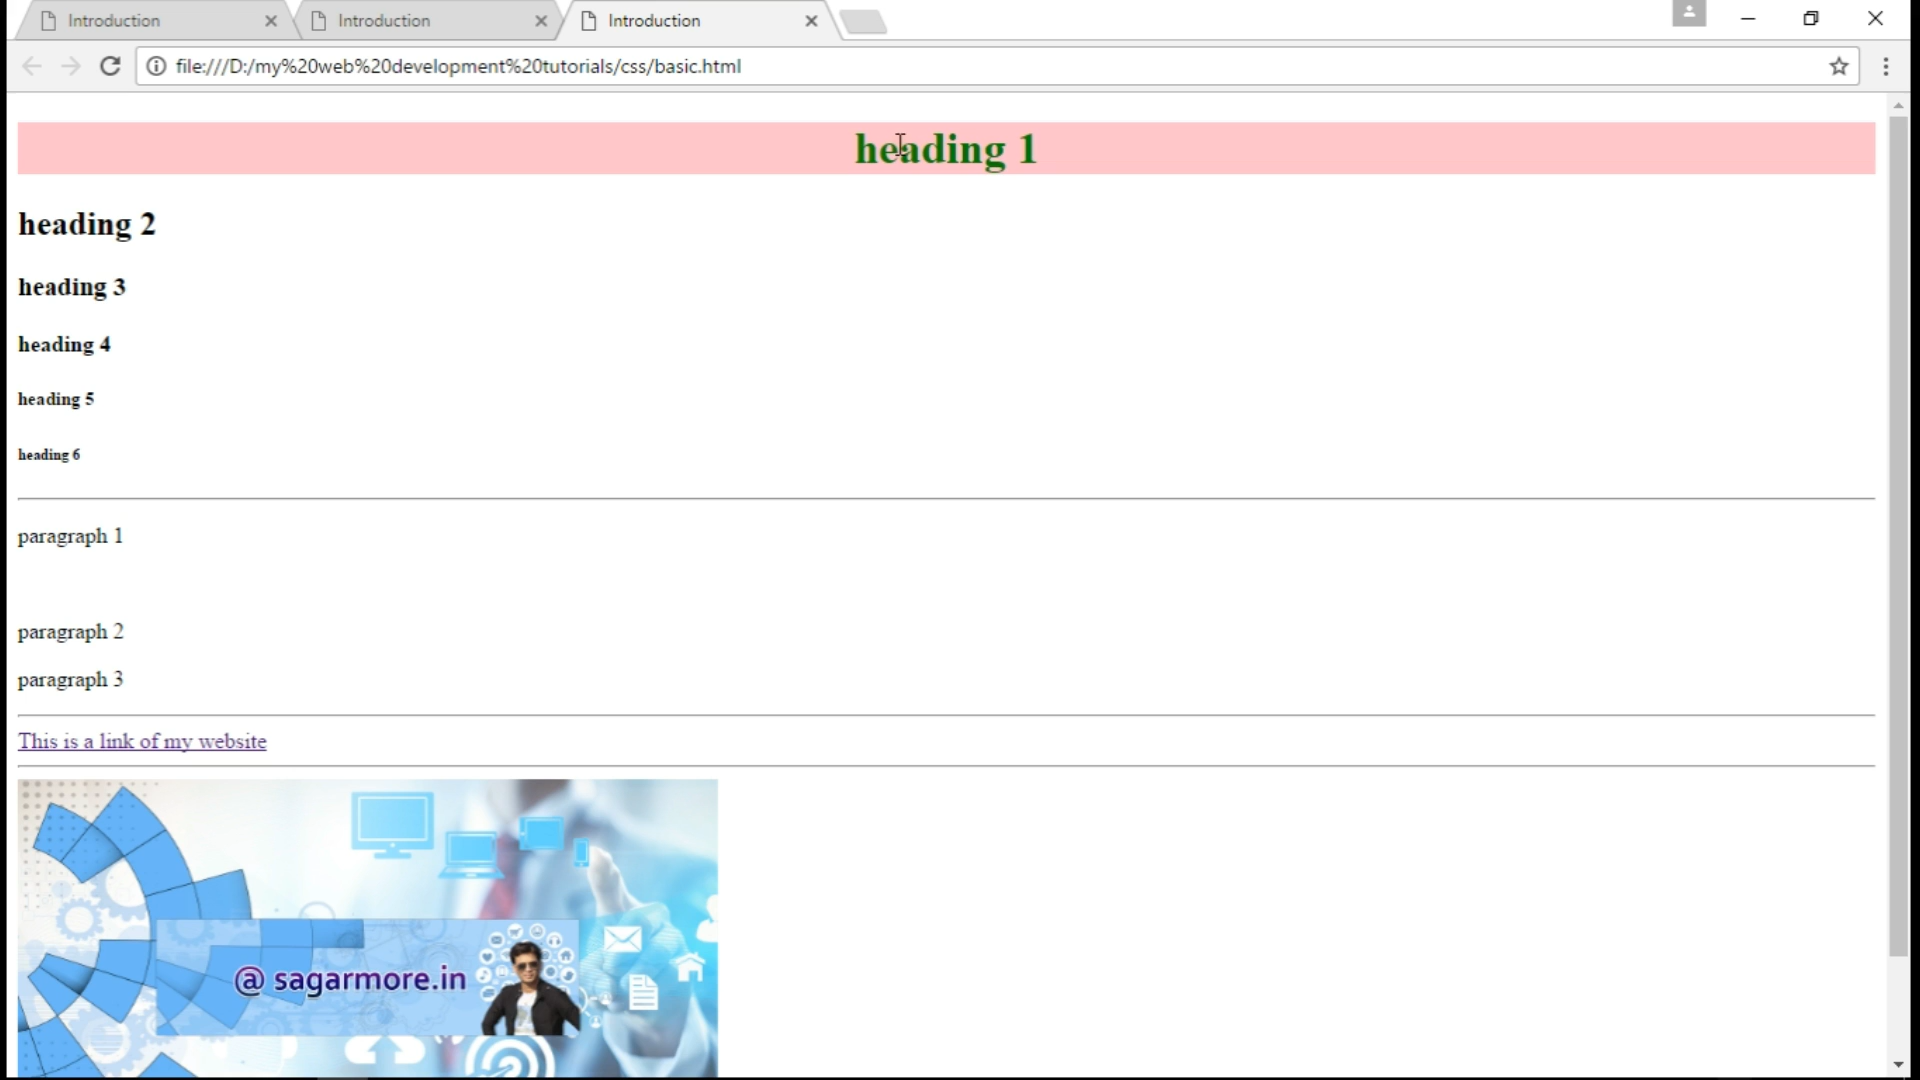 Introduction
Introduction
Introduction
file:///D:/my%20web%20development%20tutorials/css/basic.html
heading 1
heading 2
heading 3
heading 4
heading 5
heading 6
paragraph 1
paragraph 2
paragraph 3
This is a link of my website
@ sagarmore.in